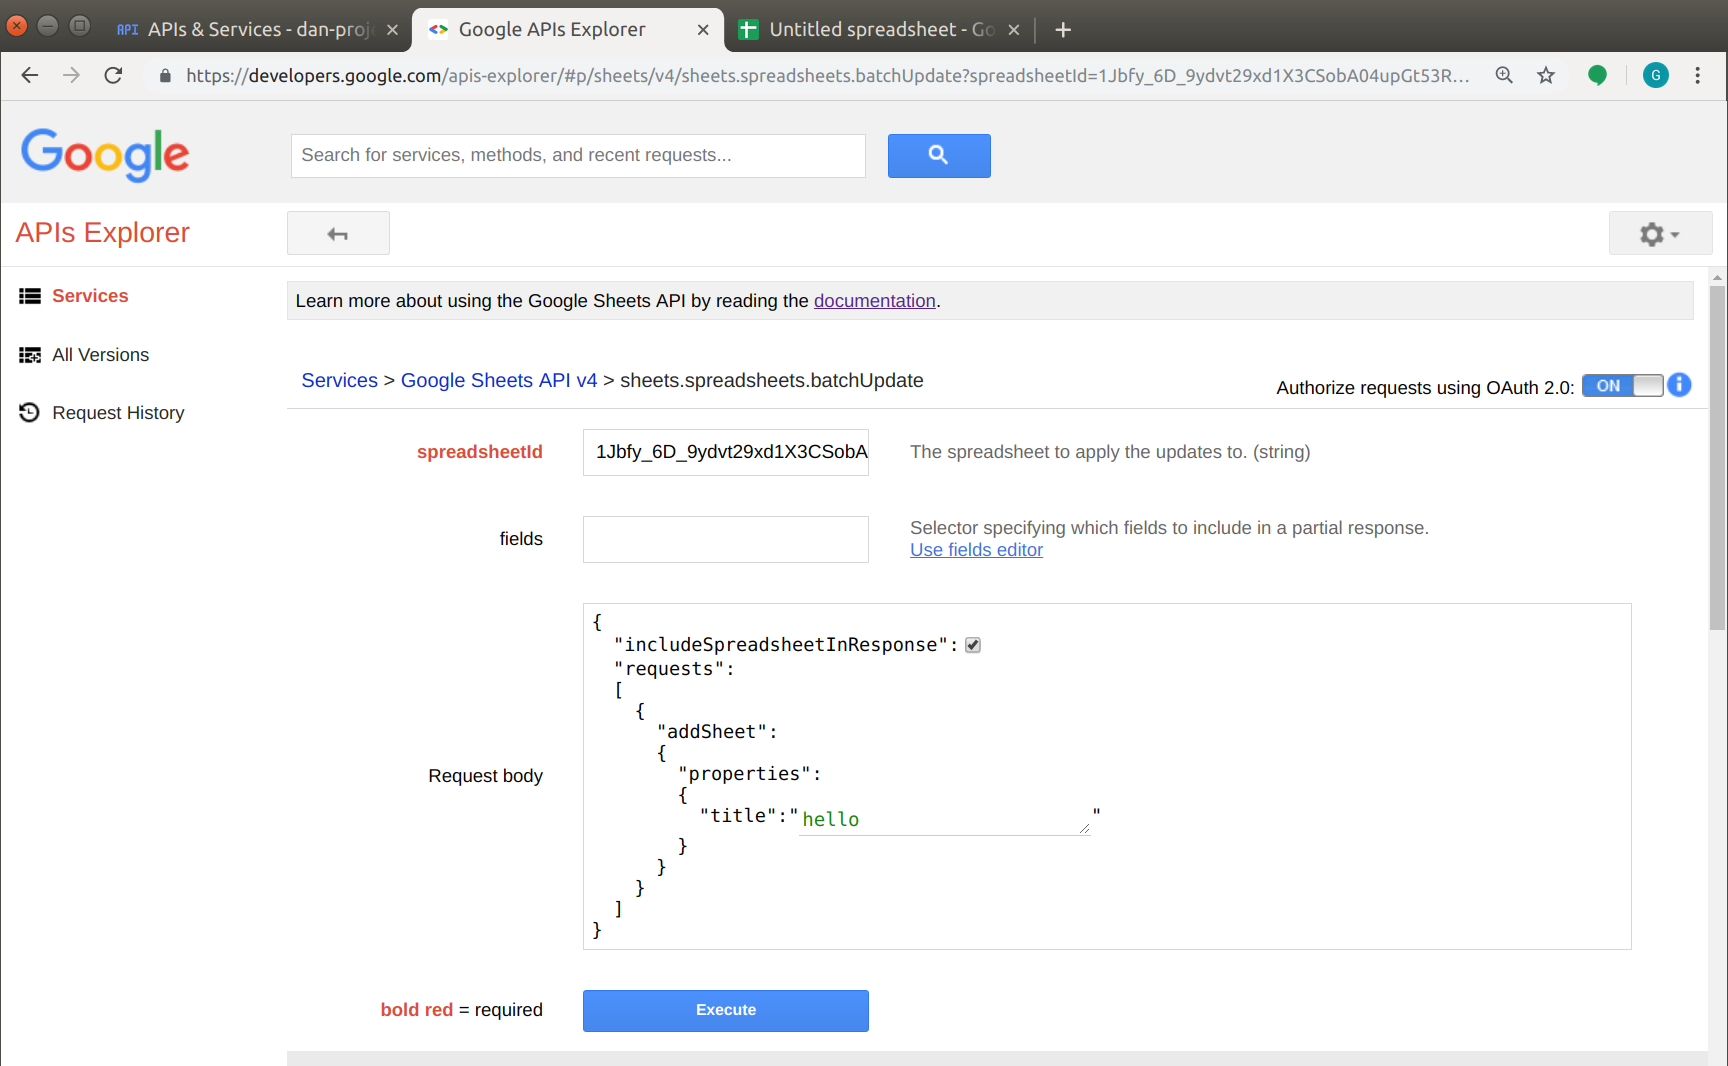 API APIs & Services - dan-proj
Google APIs Explorer
Untitled spreadsheet - Go
https://developers.google.com/apis-explorer/#p/sheets/v4/sheets.spreadsheets.batchUpdate?spreadsheetId=1Jbfy_6D_9ydvt29xd1X3CSobA04upGt53R...
G
Google
Search for services, methods, and recent requests...
APIs Explorer
Services
All Versions
Request History
Learn more about using the Google Sheets API by reading the documentation.
Services > Google Sheets API v4 > sheets.spreadsheets.batchUpdate
Authorize requests using OAuth 2.0: ON i
spreadsheetId 1Jbfy_6D_9ydvt29xd1X3CSobA The spreadsheet to apply the updates to. (string)
fields Selector specifying which fields to include in a partial response.
Use fields editor
Request body
{
"includeSpreadsheetInResponse":
"requests":
[
{
"addSheet":
{
"properties":
{
"title":"hello"
}
}
}
]
}
bold red = required
Execute